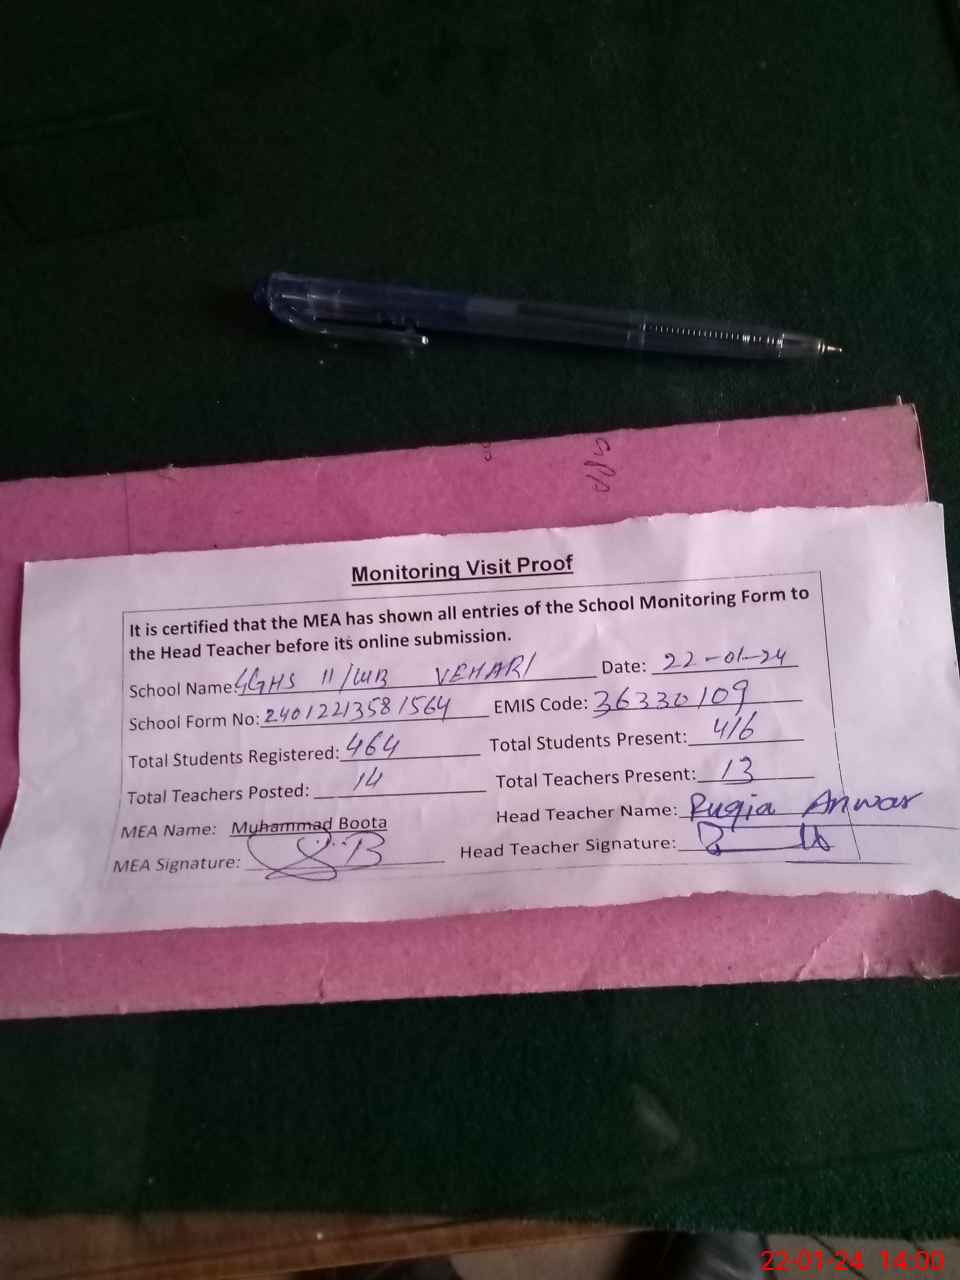 Monitoring Visit Proof
It is certified that the MEA has shown all entries of the School Monitoring Form to
the Head Teacher before its online submission.
School Name: GGHS 11/WB VEHARI Date: 22-01-24
School Form No: 24012213581564 EMIS Code: 36330109
Total Students Registered: 464 Total Students Present: 416
Total Teachers Posted: 14 Total Teachers Present: 13
MEA Name: Muhammad Boota Head Teacher Name: Ruqia Anwar
MEA Signature: Head Teacher Signature:
22-01-24 14:00